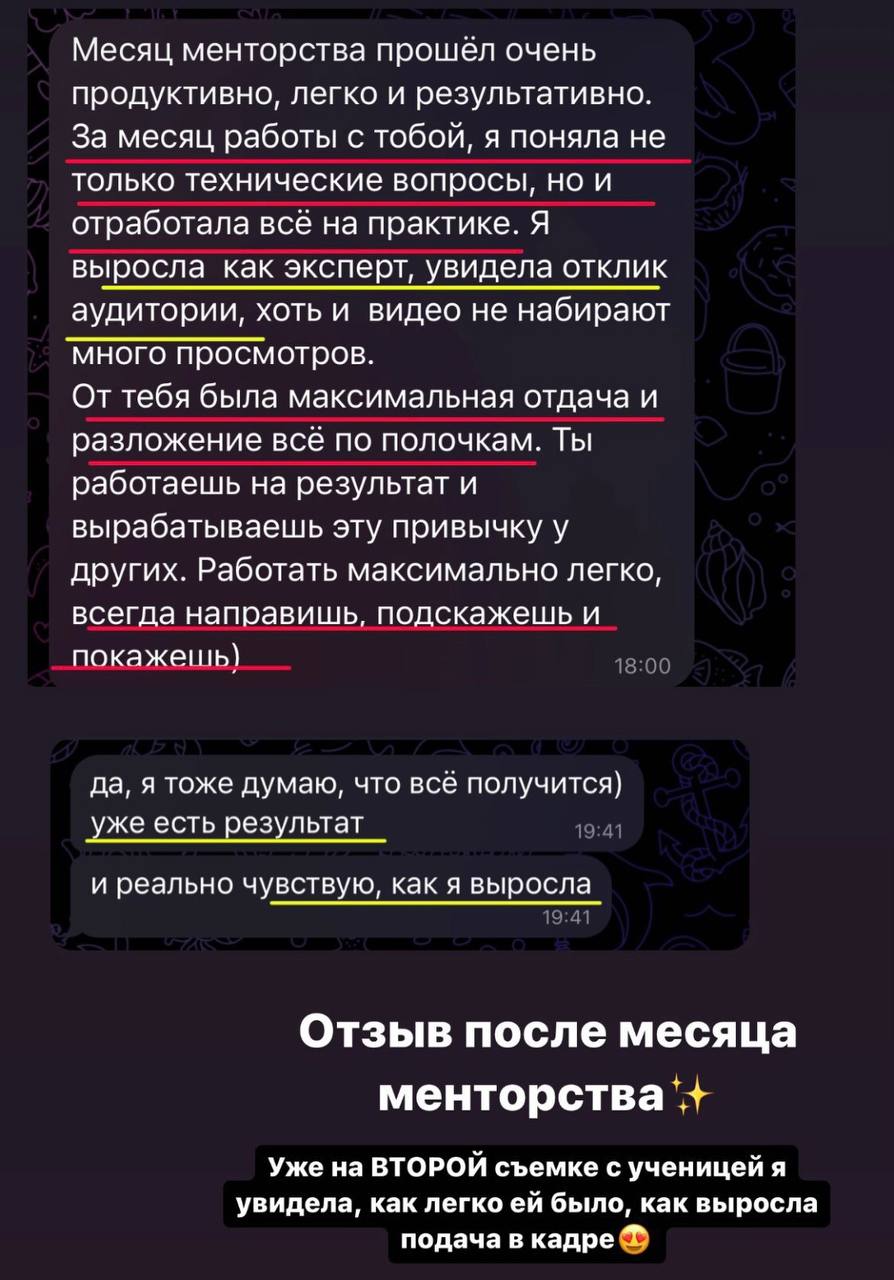 Месяц менторства прошёл очень
продуктивно, легко и результативно.
За месяц работы с тобой, я поняла не
только технические вопросы, но и
отработала всё на практике. Я
выросла  как эксперт, увидела отклик
аудитории, хоть и  видео не набирают
много просмотров.
От тебя была максимальная отдача и
разложение всё по полочкам. Ты
работаешь на результат и
вырабатываешь эту привычку у
других. Работать максимально легко,
всегда направишь, подскажешь и
покажешь)
18:00
да, я тоже думаю, что всё получится)
уже есть результат
19:41
и реально чувствую, как я выросла
19:41
Отзыв после месяца
менторства✨
Уже на ВТОРОЙ съемке с ученицей я
увидела, как легко ей было, как выросла
подача в кадре😍